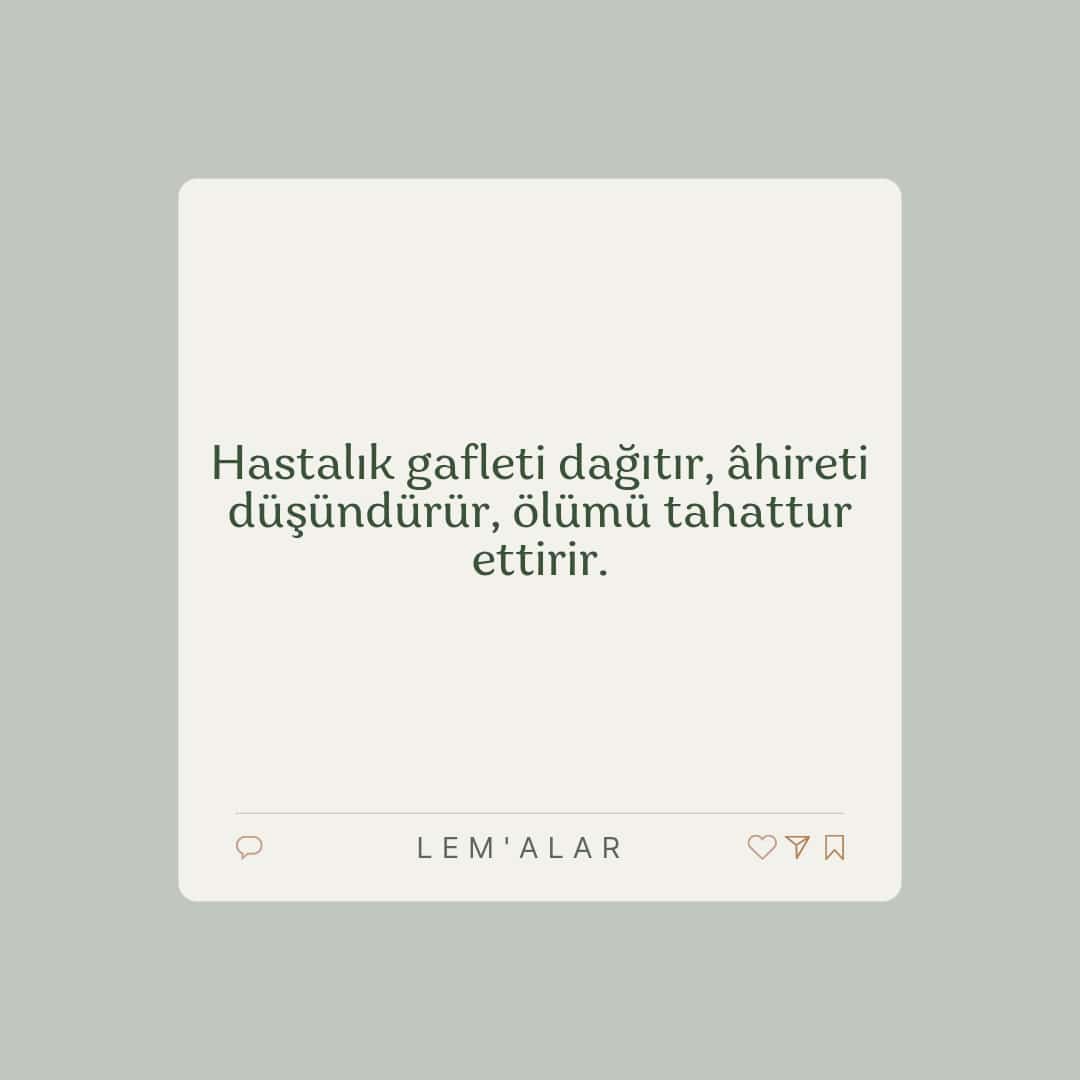 Hastalık gafleti dağıtır, âhireti
düşündürür, ölümü tahattur
ettirir.
LEM'ALAR